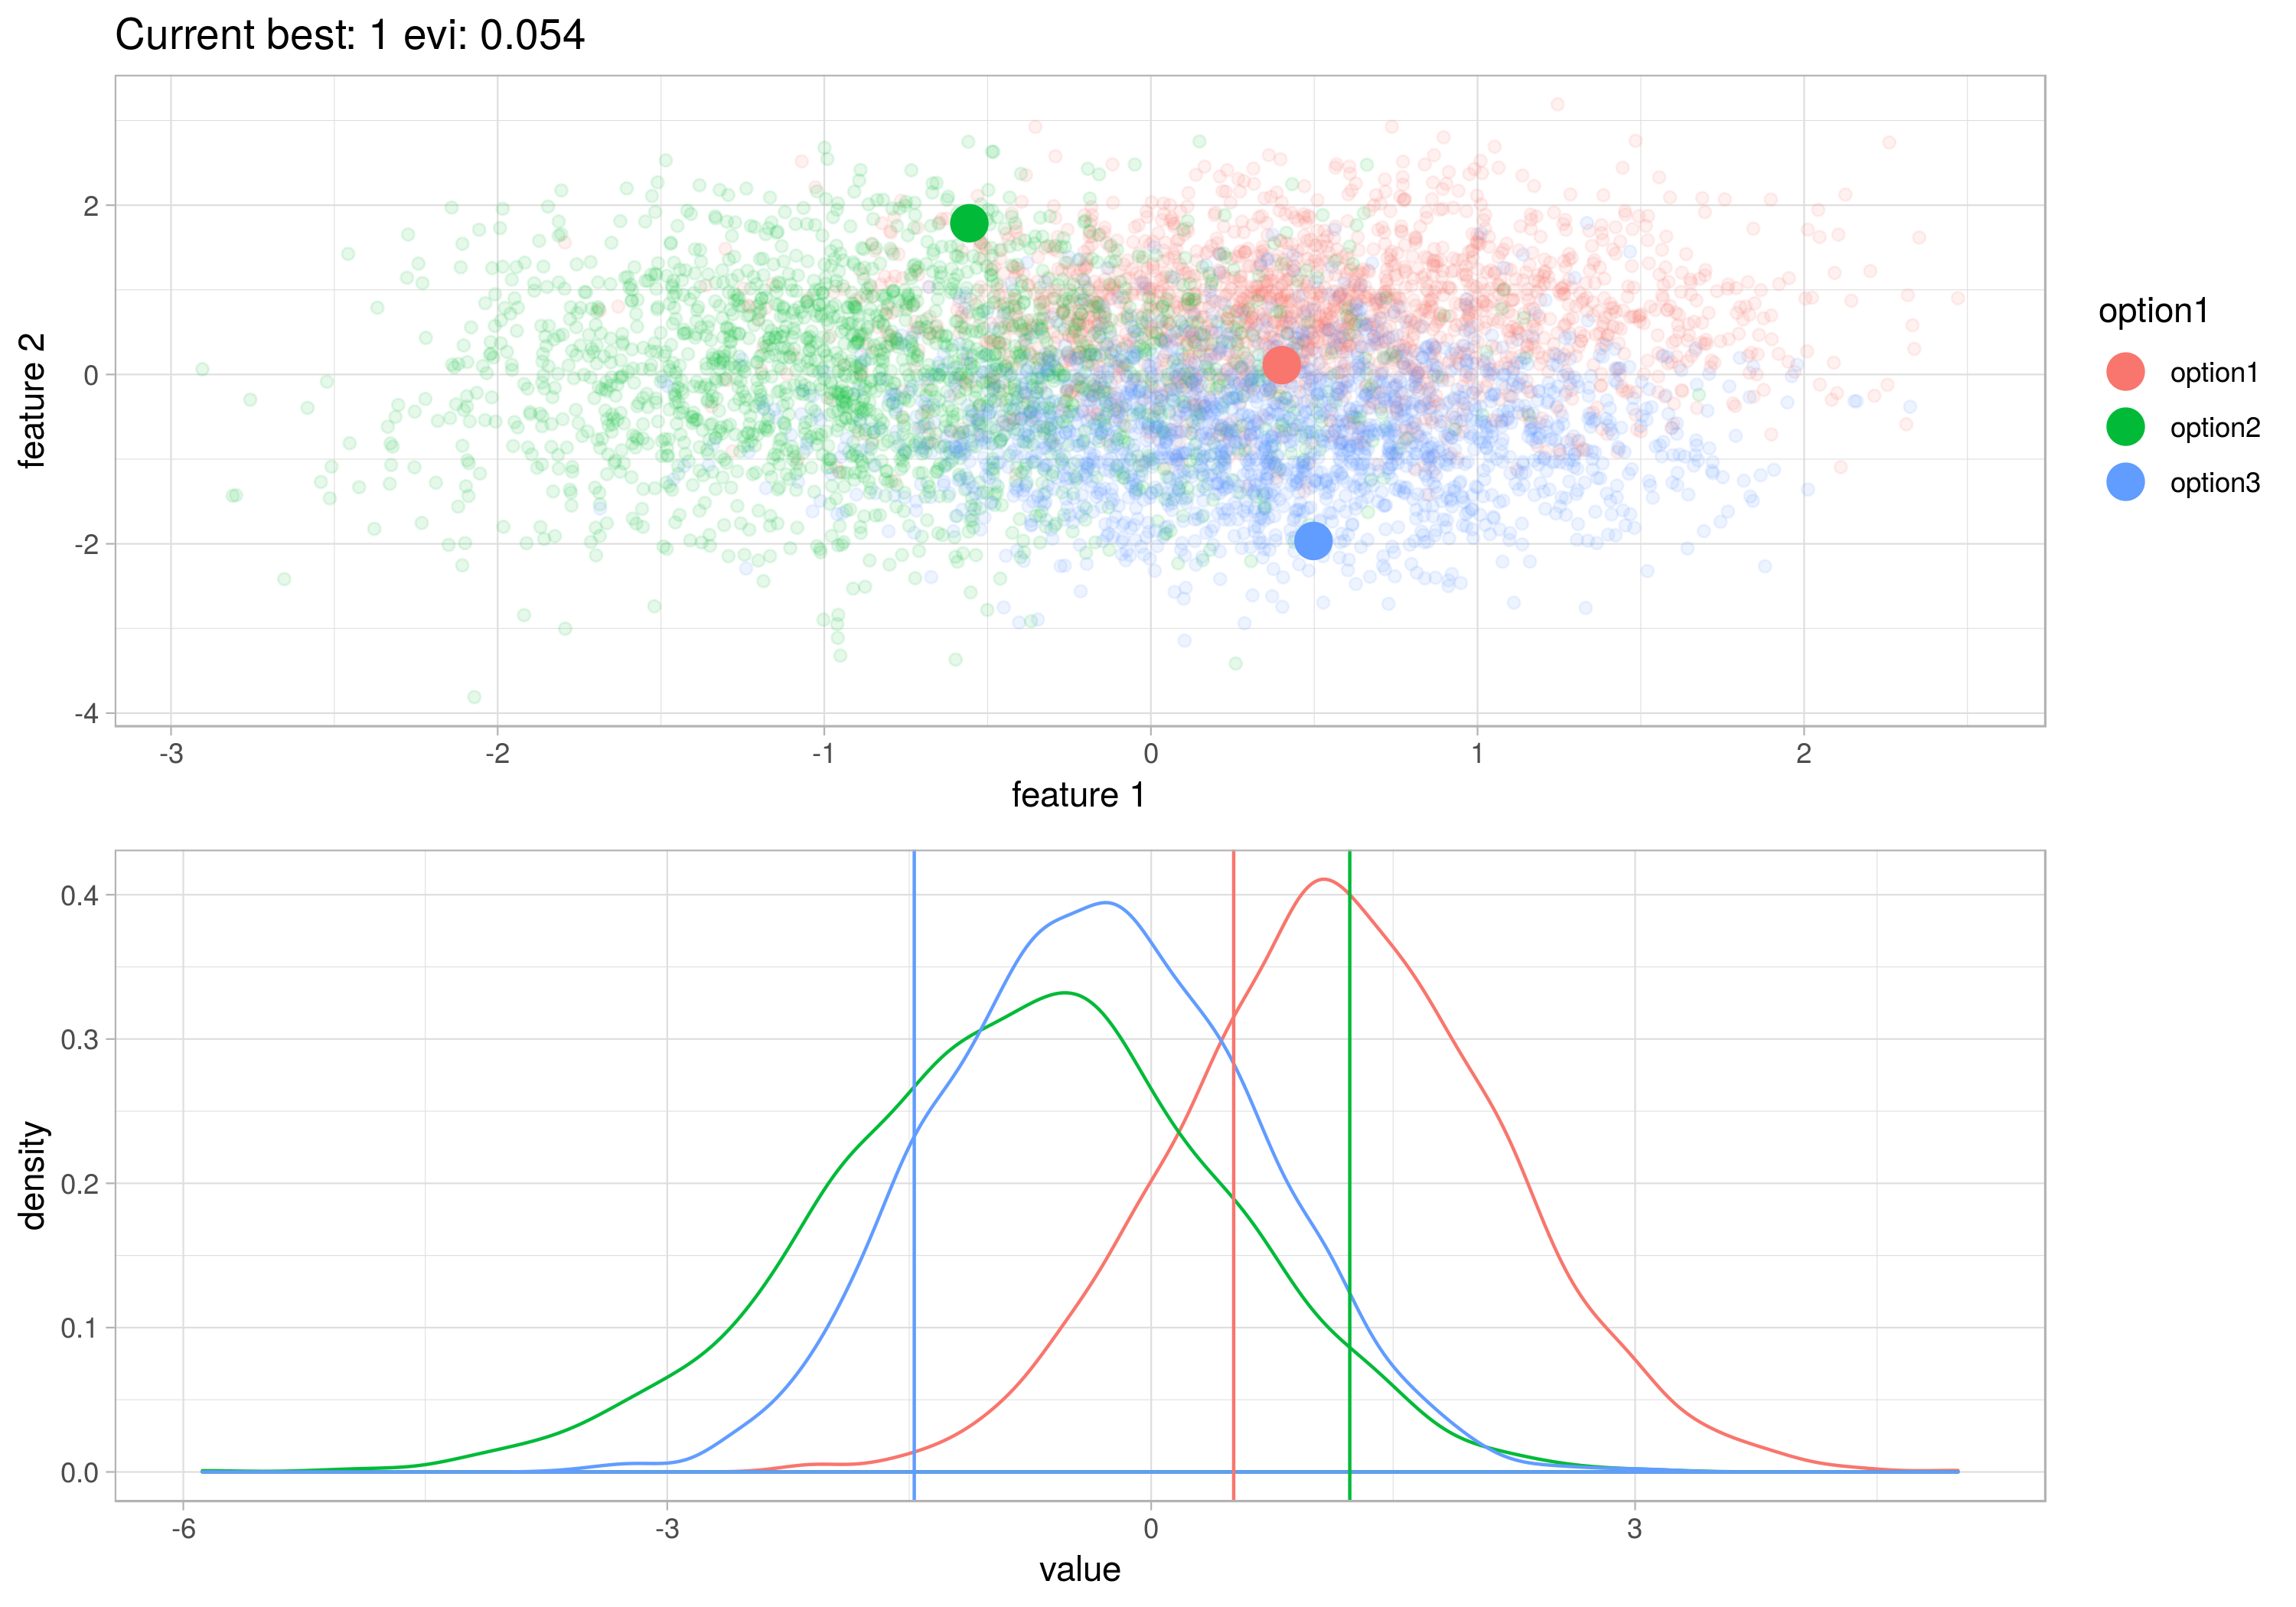 Current best: 1 evi: 0.054
feature 2
2
0
-2
-4
-3 -2 -1 0 1 2
feature 1
option1
option1
option2
option3
density
0.4
0.3
0.2
0.1
0.0
-6 -3 0 3
value